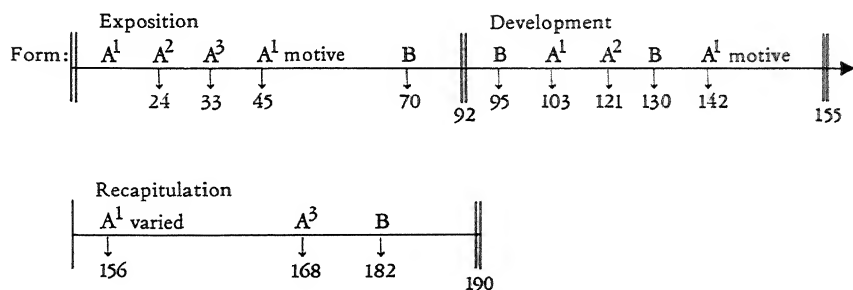 Exposition Development
Form: A¹ A² A³ A¹ motive B B A¹ A² B A¹ motive
24 33 45 70 92 95 103 121 130 142 155
Recapitulation
A¹ varied A³ B
156 168 182 190